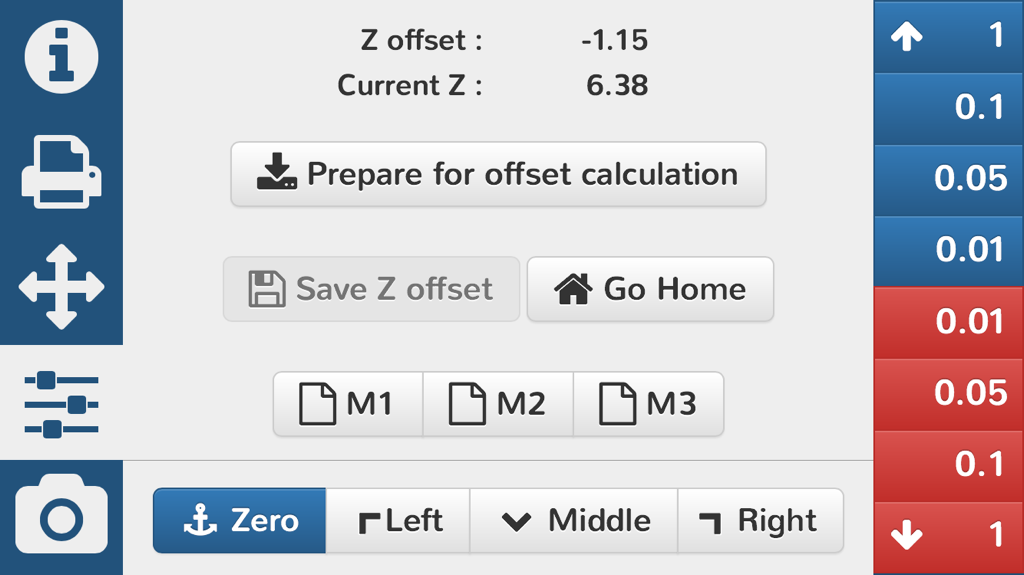 Z offset : -1.15
Current Z : 6.38
Prepare for offset calculation
Save Z offset Go Home
M1 M2 M3
Zero Left Middle Right
1
0.1
0.05
0.01
0.01
0.05
0.1
1